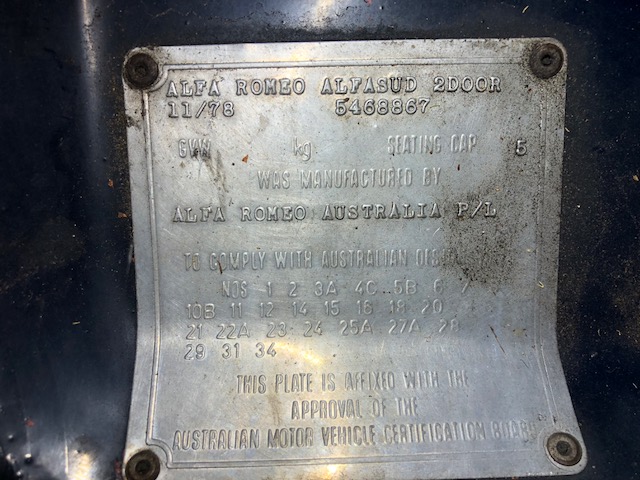 ALFA ROMEO ALFASUD 2DOOR
11/78 5468867
GVW kg SEATING CAP 5
WAS MANUFACTURED BY
ALFA ROMEO AUSTRALIA P/L
TO COMPLY WITH AUSTRALIAN
NOS 1 2 3A 4C 5B 6 7
10B 11 12 14 15 16 18 20
21 22A 23 24 25A 27A 28
29 31 34
THIS PLATE IS AFFIXED WITH THE
APPROVAL OF THE
AUSTRALIAN MOTOR VEHICLE CERTIFICATION BOARD